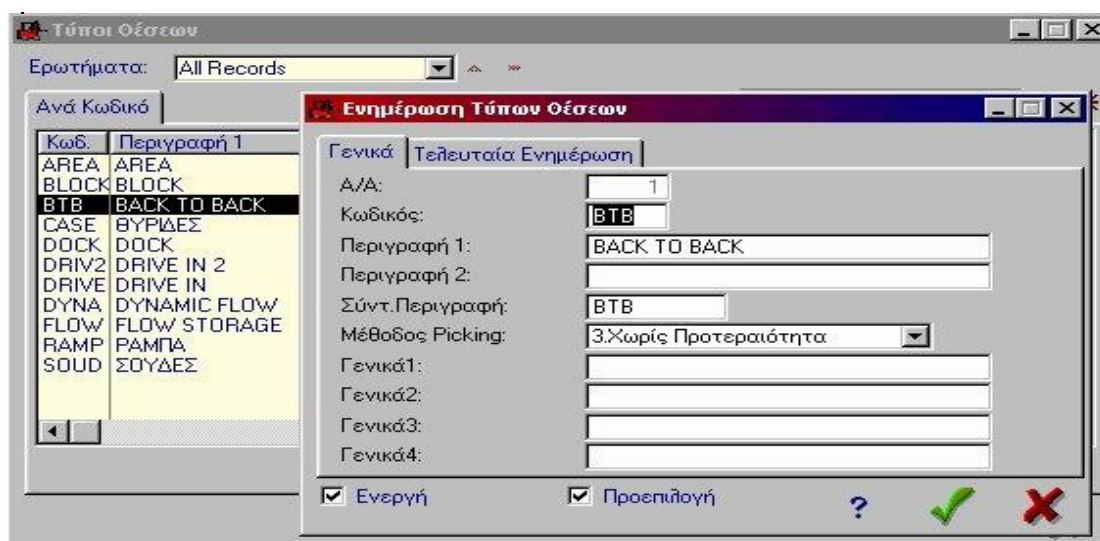 Τύποι Θέσεων
Ερωτήματα: All Records
Ανά Κωδικό
Κωδ. Περιγραφή 1
AREA AREA
BLOCK BLOCK
BTB BACK TO BACK
CASE ΘΥΡΙΔΕΣ
DOCK DOCK
DRIV2 DRIVE IN 2
DRIVE DRIVE IN
DYNA DYNAMIC FLOW
FLOW FLOW STORAGE
RAMP ΡΑΜΠΑ
SOUD ΣΟΥΔΕΣ
Ενημέρωση Τύπων Θέσεων
Γενικά Τελευταία Ενημέρωση
Α/Α: 1
Κωδικός: BTB
Περιγραφή 1: BACK TO BACK
Περιγραφή 2:
Σύντ.Περιγραφή: BTB
Μέθοδος Picking: 3.Χωρίς Προτεραιότητα
Γενικά1:
Γενικά2:
Γενικά3:
Γενικά4:
Ενεργή Προεπιλογή ?